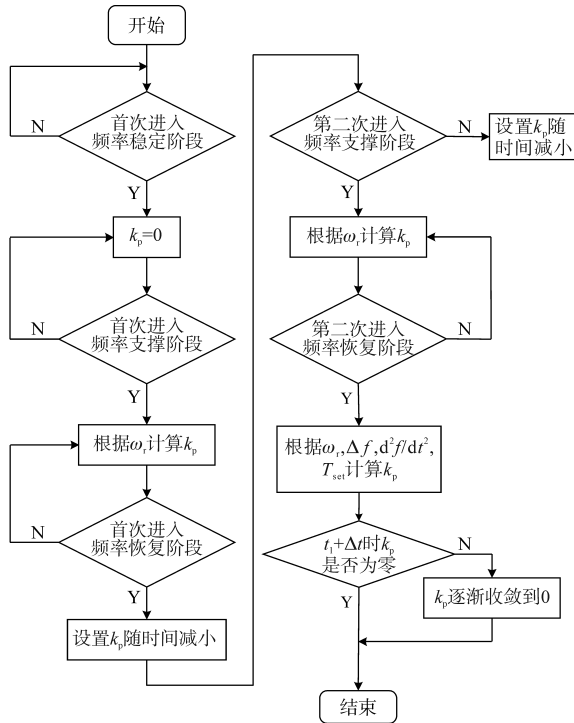 开始
首次进入
频率稳定阶段
N
Y
kp=0
首次进入
频率支撑阶段
N
Y
根据ωr计算kp
首次进入
频率恢复阶段
N
Y
设置kp随时间减小
第二次进入
频率支撑阶段
N
设置kp随
时间减小
Y
根据ωr计算kp
第二次进入
频率恢复阶段
N
Y
根据ωr,Δf,d²f/dt²,
Tset计算kp
t1+Δt时kp
是否为零
N
Y
kp逐渐收敛到0
结束